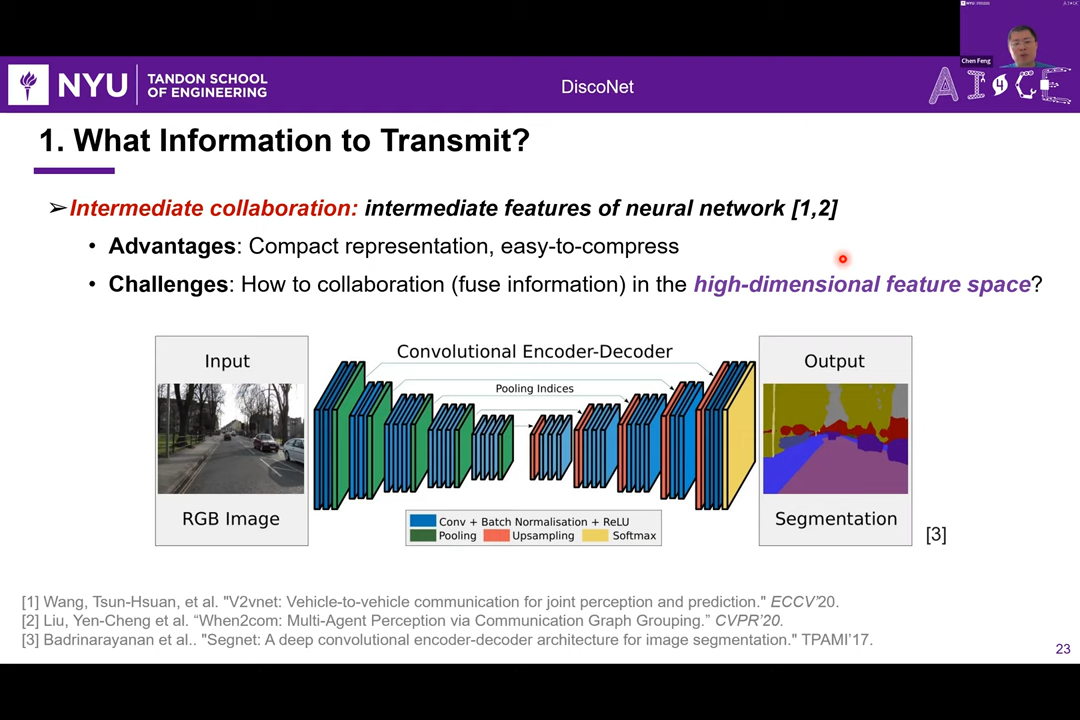 NYU
TANDON SCHOOL
OF ENGINEERING
DiscoNet
Chen Feng
AI4CE
1. What Information to Transmit?
➢Intermediate collaboration: intermediate features of neural network [1,2]
• Advantages: Compact representation, easy-to-compress
• Challenges: How to collaboration (fuse information) in the high-dimensional feature space?
Input
RGB Image
Convolutional Encoder-Decoder
Pooling Indices
Conv + Batch Normalisation + ReLU
Pooling Upsampling Softmax
Output
Segmentation
[3]
[1] Wang, Tsun-Hsuan, et al. "V2vnet: Vehicle-to-vehicle communication for joint perception and prediction." ECCV'20.
[2] Liu, Yen-Cheng et al. “When2com: Multi-Agent Perception via Communication Graph Grouping.” CVPR’20.
[3] Badrinarayanan et al.. "Segnet: A deep convolutional encoder-decoder architecture for image segmentation." TPAMI’17.
23